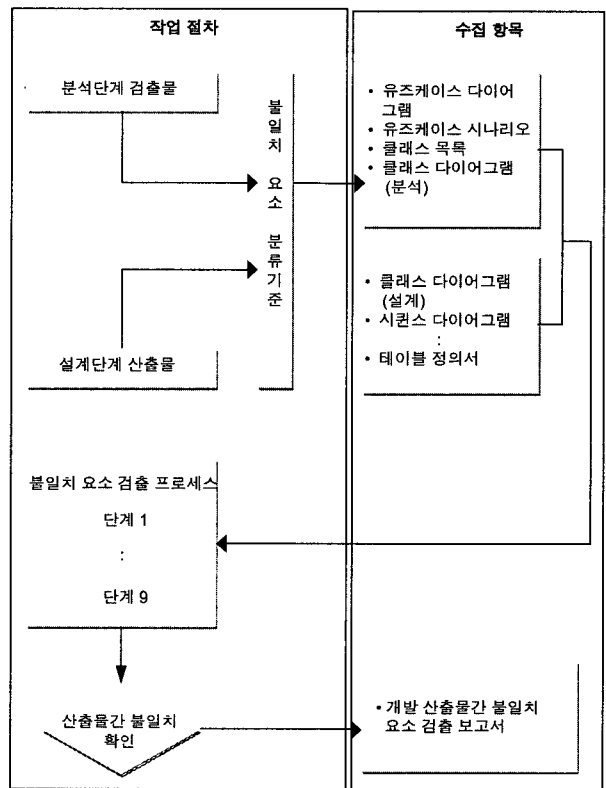 작업 절차
분석단계 검출물
불일치 요소 분류기준
설계단계 산출물
불일치 요소 검출 프로세스
단계 1
:
단계 9
산출물간 불일치
확인
수집 항목
• 유즈케이스 다이어
그램
• 유즈케이스 시나리오
• 클래스 목록
• 클래스 다이어그램
(분석)
• 클래스 다이어그램
(설계)
• 시퀀스 다이어그램
:
• 테이블 정의서
• 개발 산출물간 불일치
요소 검출 보고서